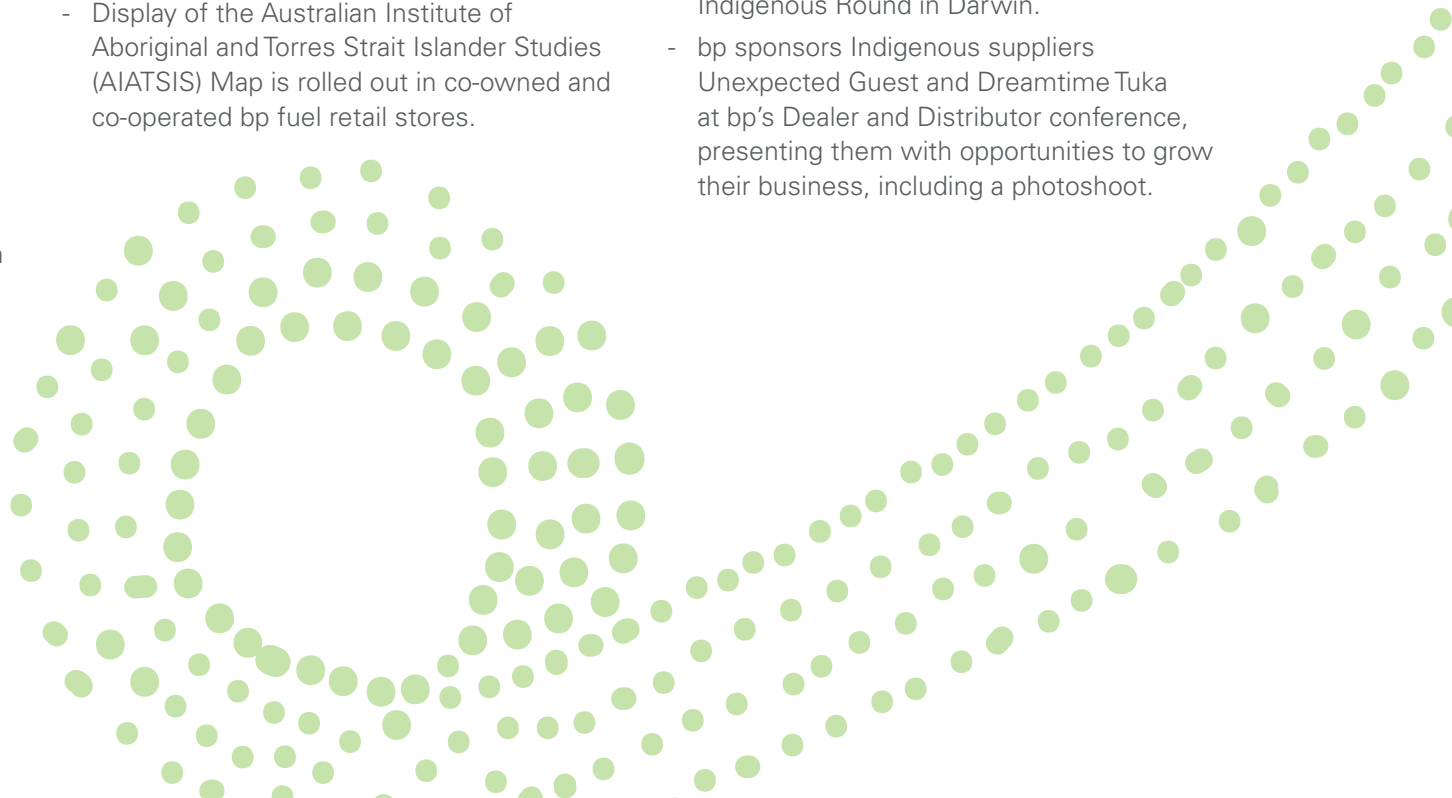 - Display of the Australian Institute of
Aboriginal and Torres Strait Islander Studies
(AIATSIS) Map is rolled out in co-owned and
co-operated bp fuel retail stores.
Indigenous Round in Darwin.
- bp sponsors Indigenous suppliers
Unexpected Guest and Dreamtime Tuka
at bp’s Dealer and Distributor conference,
presenting them with opportunities to grow
their business, including a photoshoot.